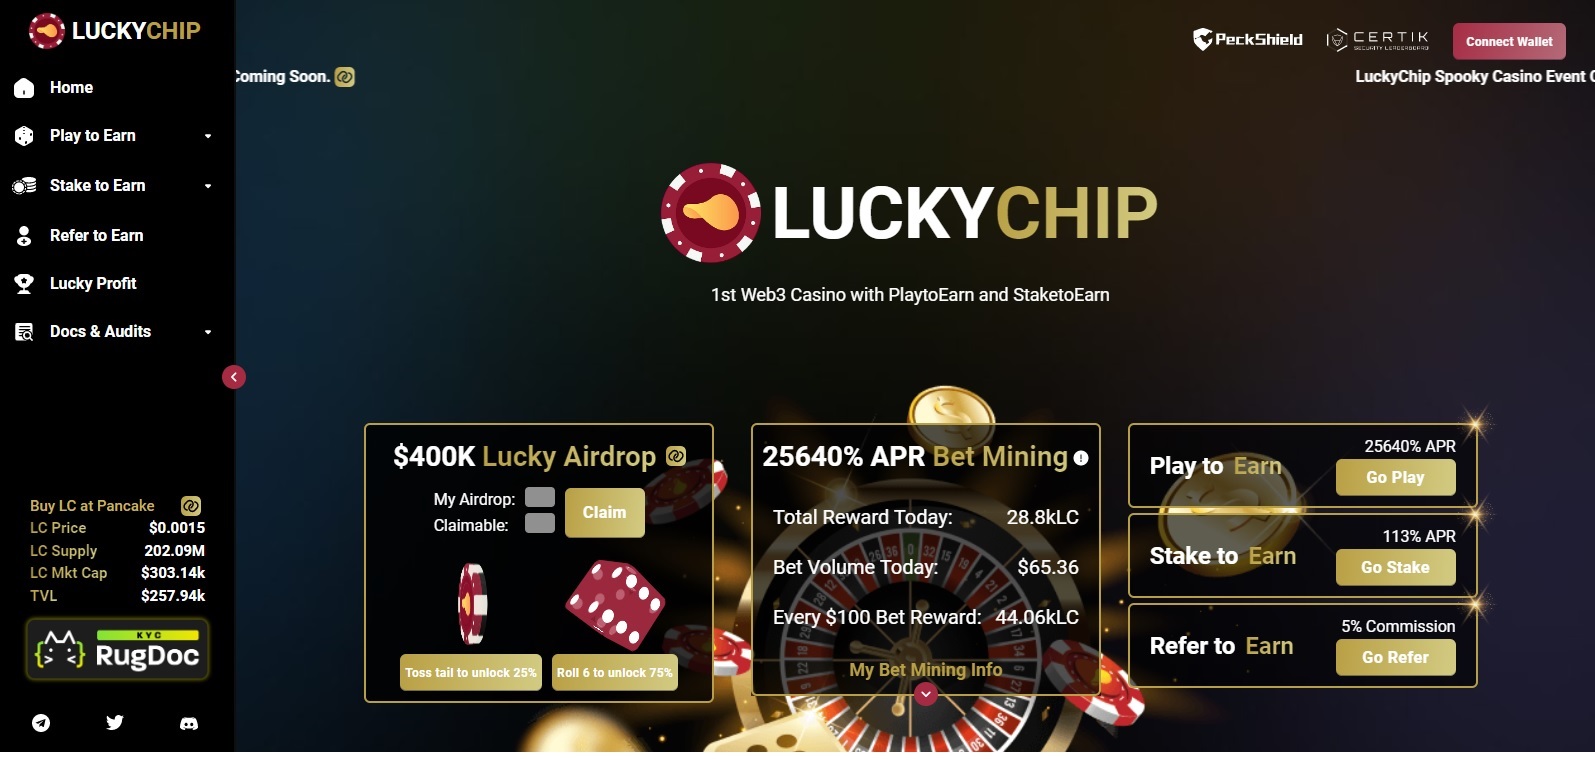 LUCKYCHIP
Home
Play to Earn
Stake to Earn
Refer to Earn
Lucky Profit
Docs & Audits
Buy LC at Pancake
LC Price $0.0015
LC Supply 202.09M
LC Mkt Cap $303.14k
TVL $257.94k
KYC
RugDoc
PeckShield
CERTIK
SECURITY LEADERBOARD
Connect Wallet
Coming Soon.
LuckyChip Spooky Casino Event
LUCKYCHIP
1st Web3 Casino with PlaytoEarn and StaketoEarn
$400K Lucky Airdrop
My Airdrop:
Claimable:
Claim
Toss tail to unlock 25%
Roll 6 to unlock 75%
25640% APR Bet Mining
Total Reward Today: 28.8kLC
Bet Volume Today: $65.36
Every $100 Bet Reward: 44.06kLC
My Bet Mining Info
Play to Earn
25640% APR
Go Play
Stake to Earn
113% APR
Go Stake
Refer to Earn
5% Commission
Go Refer